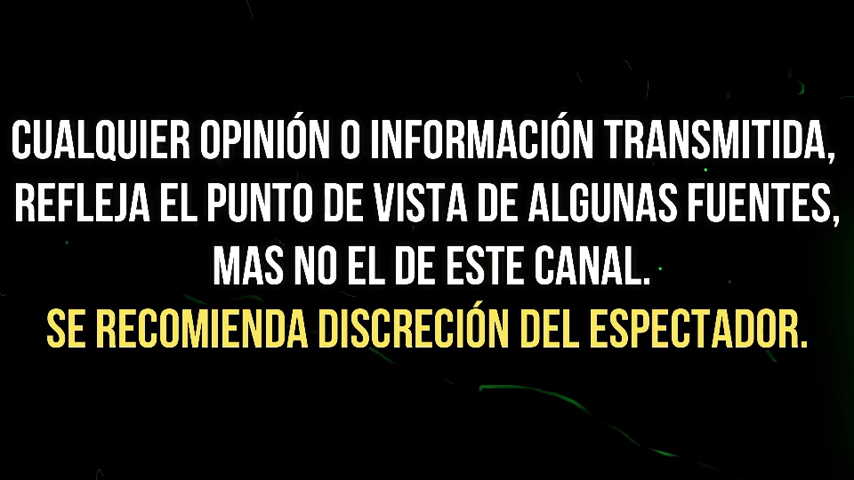 CUALQUIER OPINIÓN O INFORMACIÓN TRANSMITIDA,
REFLEJA EL PUNTO DE VISTA DE ALGUNAS FUENTES,
MAS NO EL DE ESTE CANAL.
SE RECOMIENDA DISCRECIÓN DEL ESPECTADOR.